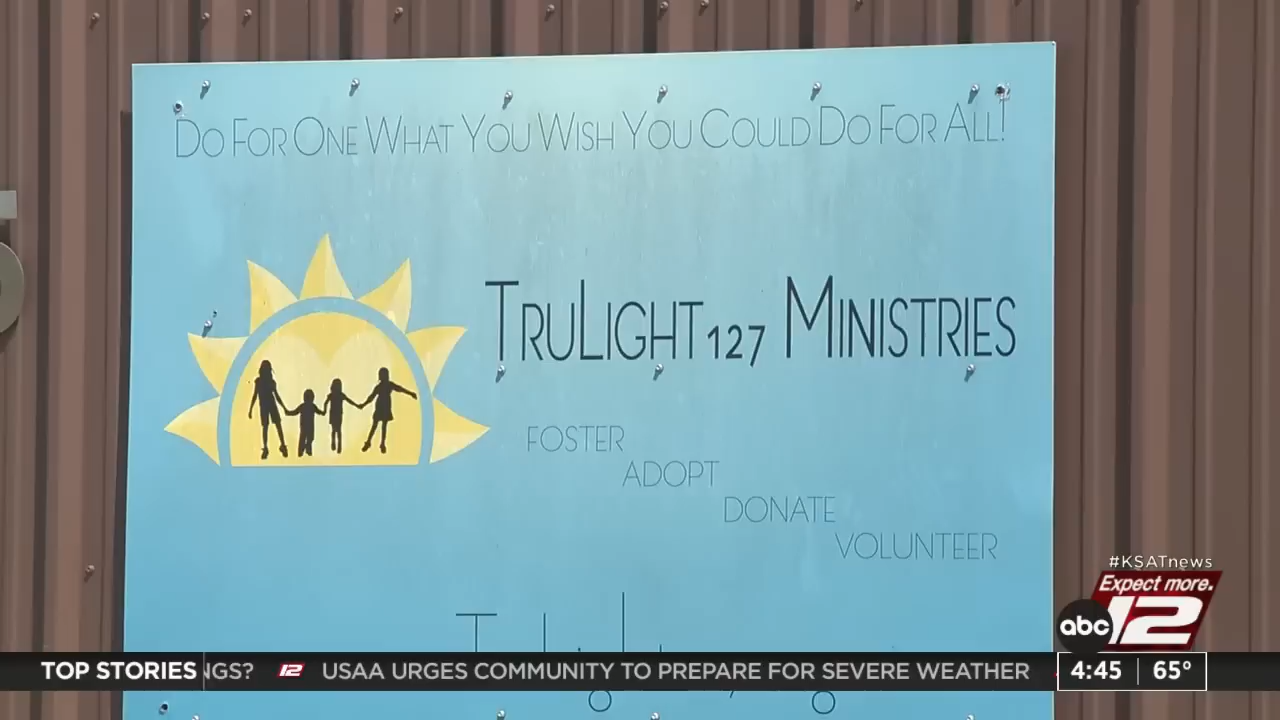 DO FOR ONE WHAT YOU WISH YOU COULD DO FOR ALL!
TRULIGHT127 MINISTRIES
FOSTER
ADOPT
DONATE
VOLUNTEER
#KSATnews
Expect more.
abc 12
TOP STORIES NGS? 12 USAA URGES COMMUNITY TO PREPARE FOR SEVERE WEATHER 4:45 65°